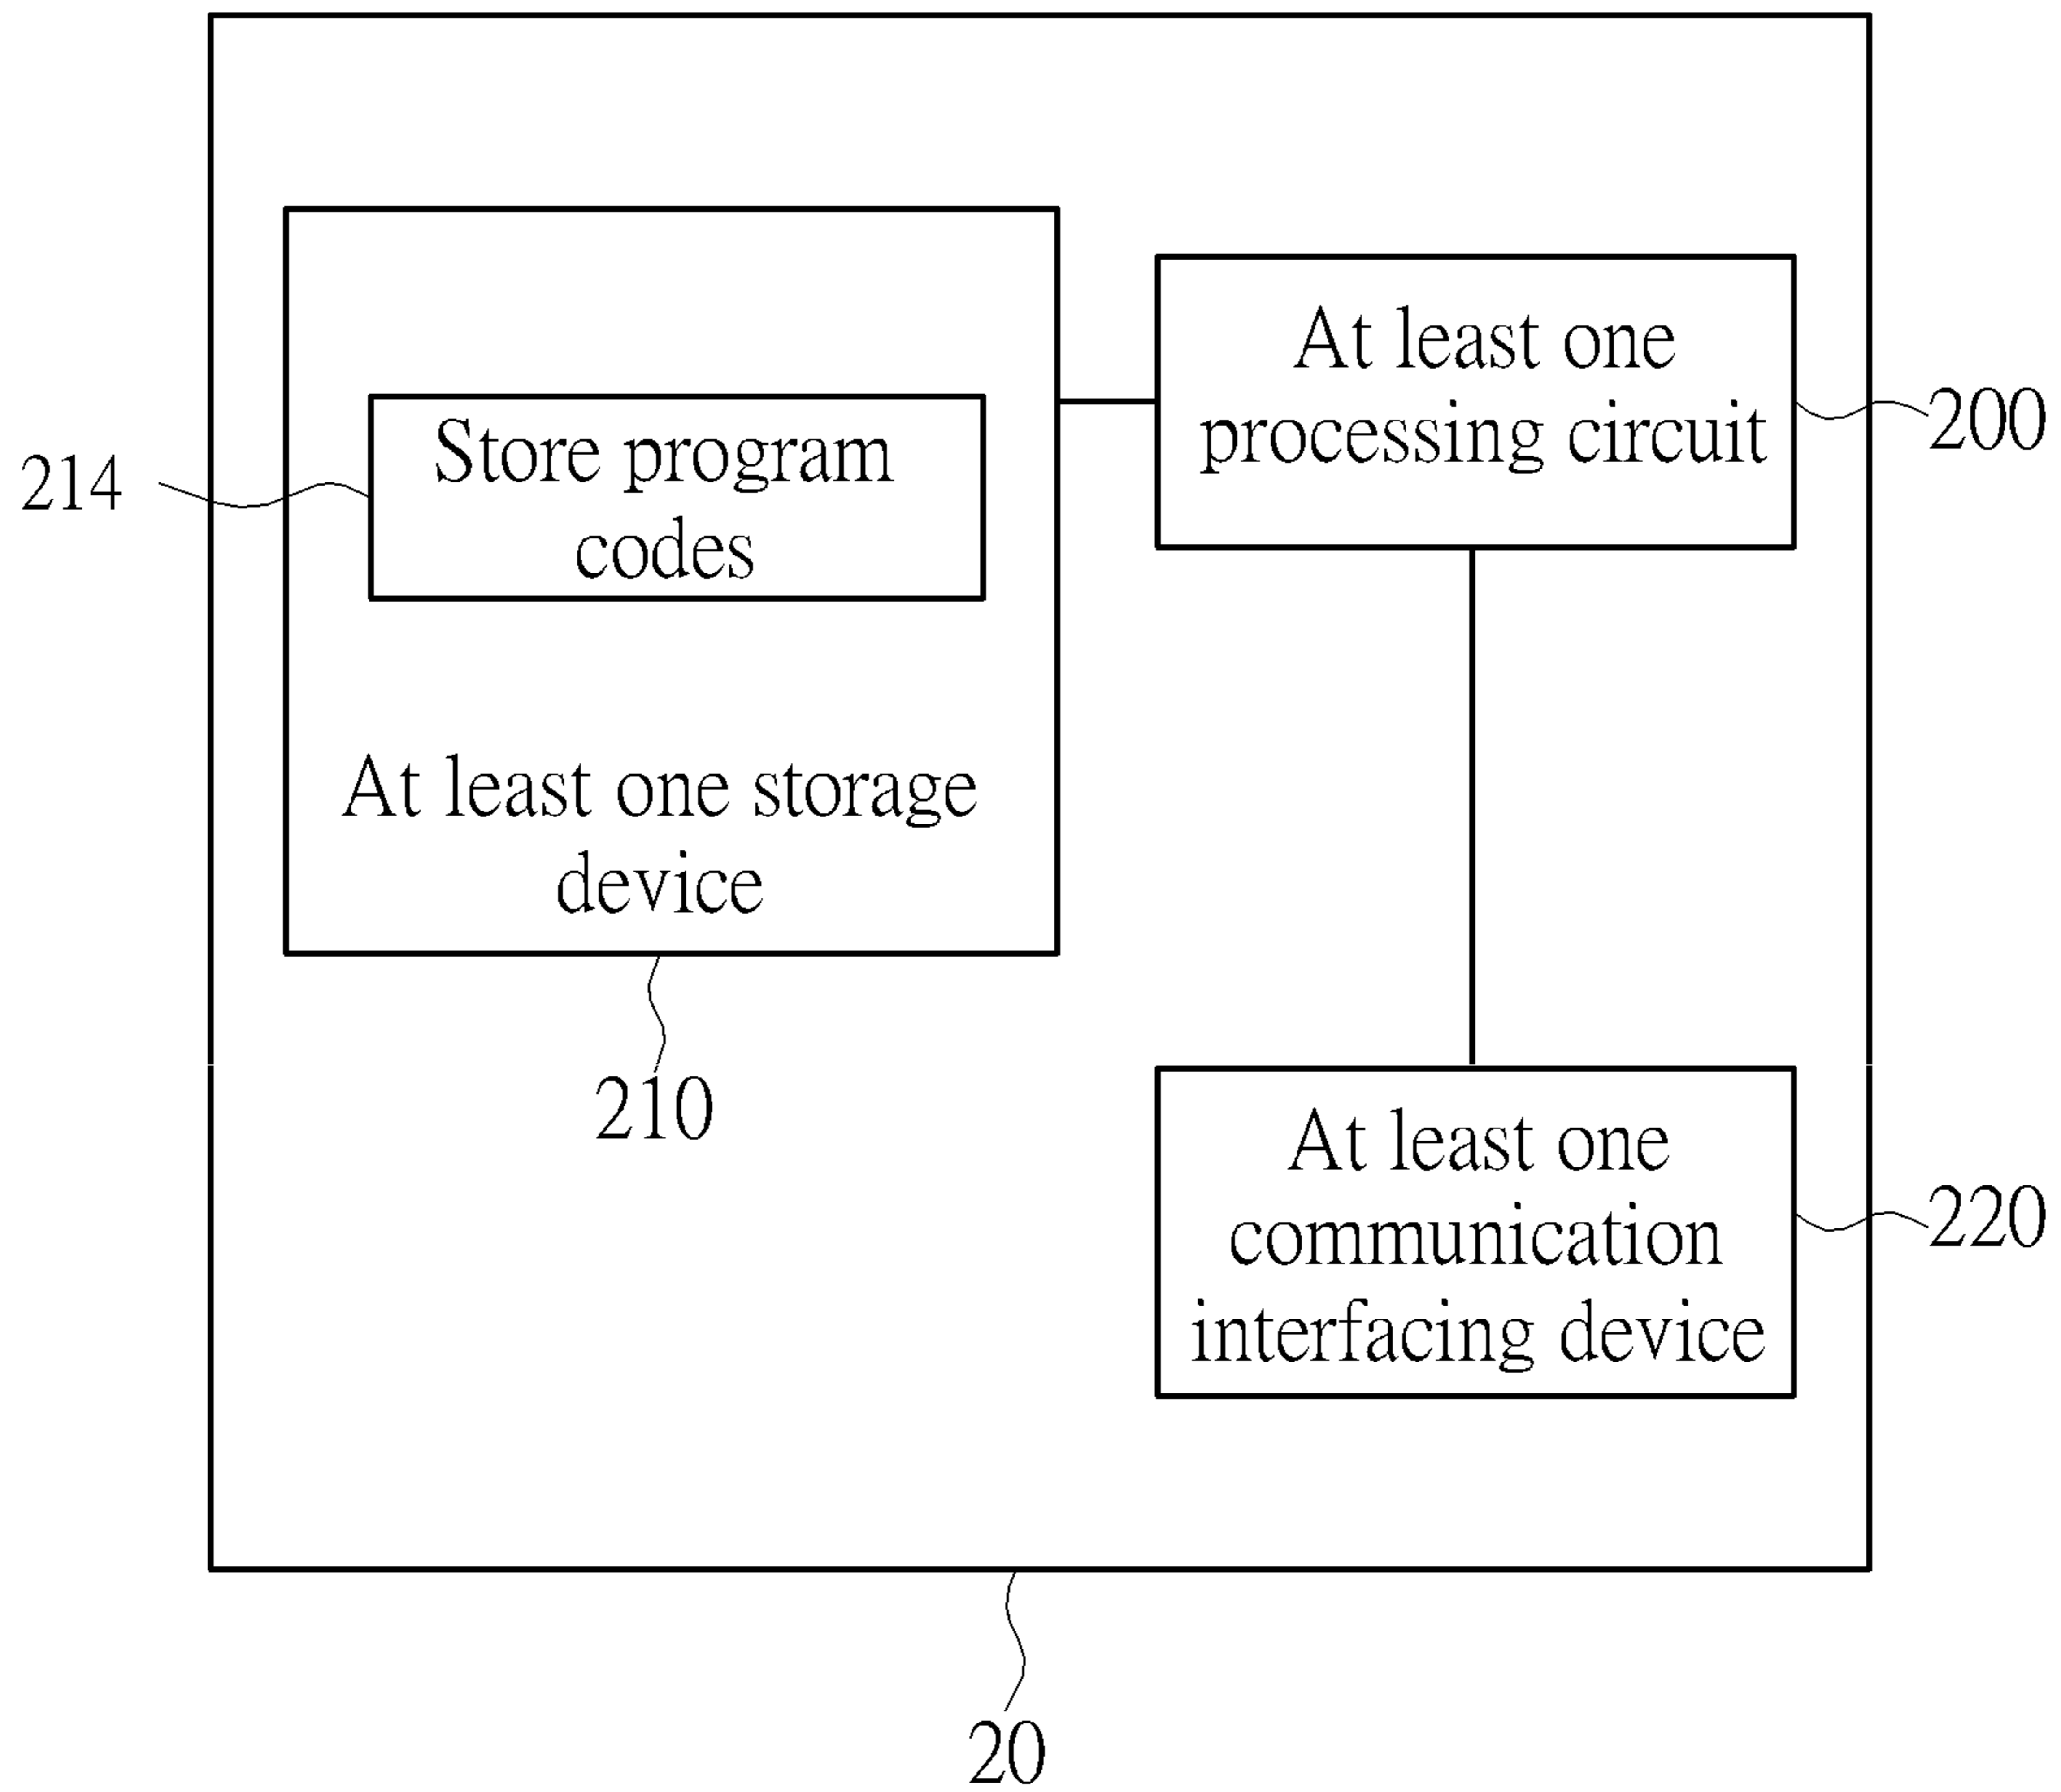 At least one
processing circuit
200
Store program
codes
214
At least one storage
device
210
At least one
communication
interfacing device
220
20